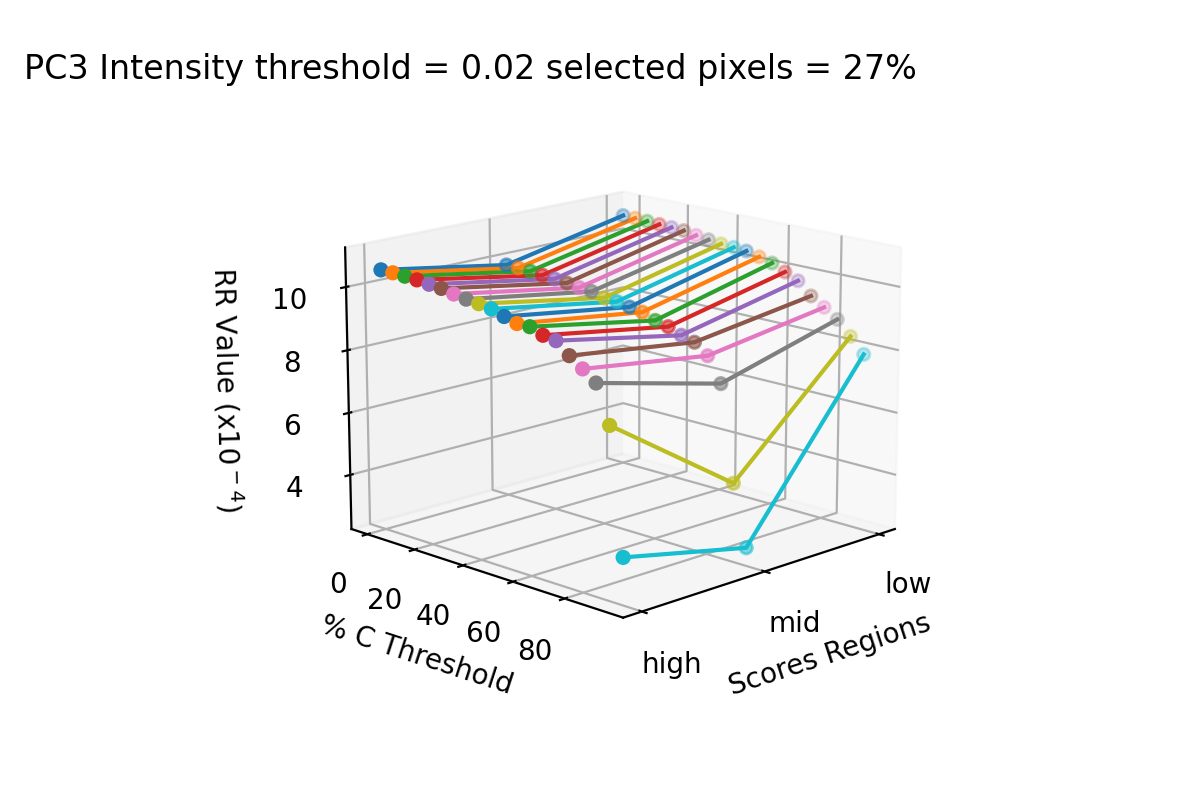 PC3 Intensity threshold = 0.02 selected pixels = 27%
10
8
6
4
RR Value (x10⁻⁴)
0
20
40
60
80
% C Threshold
high
mid
low
Scores Regions